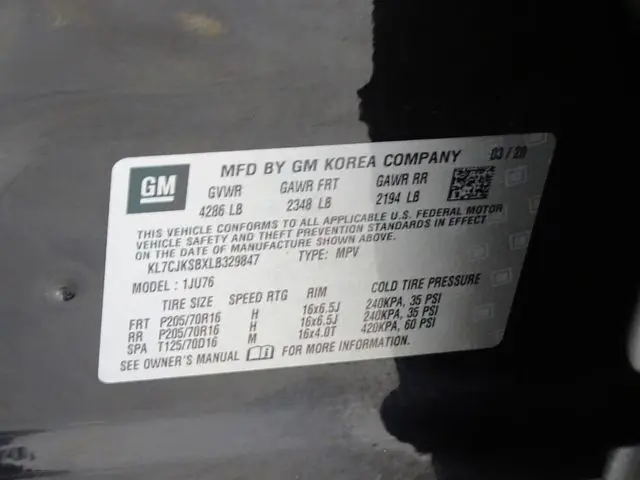 GM MFD BY GM KOREA COMPANY 03/20
GVWR GAWR FRT GAWR RR
4286 LB 2348 LB 2194 LB
THIS VEHICLE CONFORMS TO ALL APPLICABLE U.S. FEDERAL MOTOR
VEHICLE SAFETY AND THEFT PREVENTION STANDARDS IN EFFECT
ON THE DATE OF MANUFACTURE SHOWN ABOVE.
KL7CJKSBXLB329847 TYPE: MPV
MODEL: 1JU76
TIRE SIZE SPEED RTG RIM COLD TIRE PRESSURE
FRT P205/70R16 H 16x6.5J 240KPA, 35 PSI
RR P205/70R16 H 16x6.5J 240KPA, 35 PSI
SPA T125/70D16 M 16x4.0T 420KPA, 60 PSI
SEE OWNER'S MANUAL FOR MORE INFORMATION.